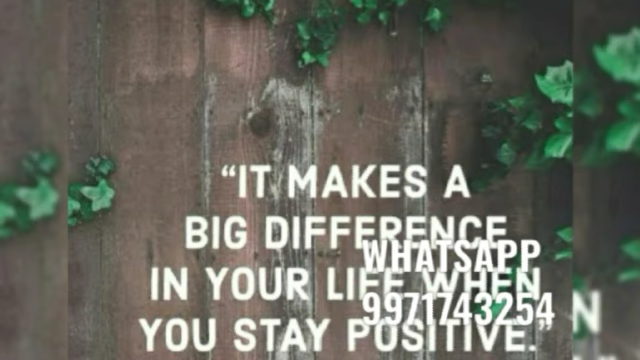 “IT MAKES A
BIG DIFFERENCE
IN YOUR LIFE WHEN
YOU STAY POSITIVE.”
WHATSAPP
9971743254
N
”